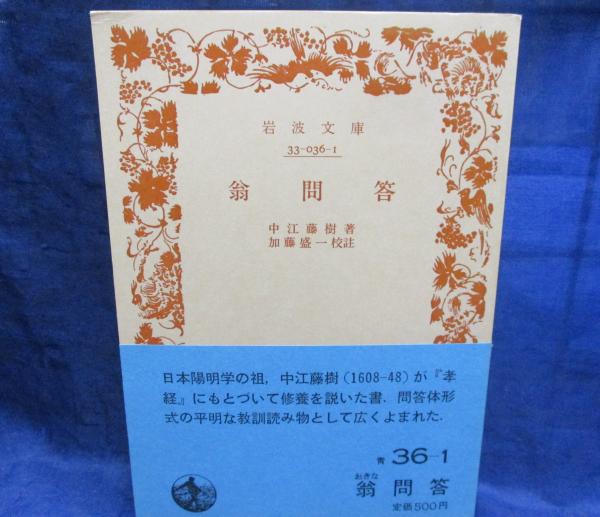 岩波文庫
33-036-1
翁問答
中江藤樹著
加藤盛一校註
日本陽明学の祖，中江藤樹（1608-48）が『孝
経』にもとづいて修養を説いた書．問答体形
式の平明な教訓読み物として広くよまれた．
青 36-1
おきな
翁問答
定価500円